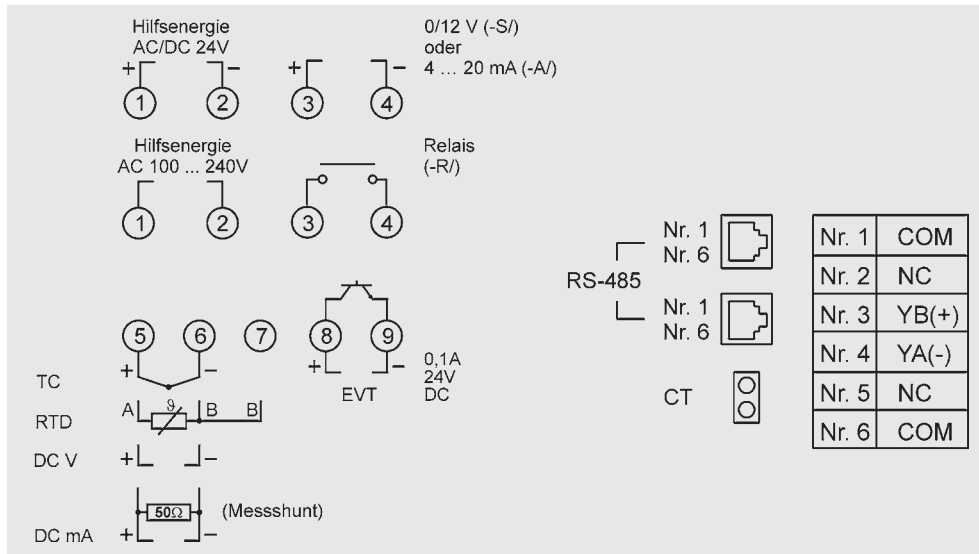 Hilfsenergie
AC/DC 24V
+ –
1 2
0/12 V (-S/)
oder
4 ... 20 mA (-A/)
+ –
3 4
Hilfsenergie
AC 100 ... 240V
1 2
Relais
(-R/)
3 4
5 6 7 8 9
+ –
TC
+ –
EVT
0,1A
24V
DC
RTD A ϑ B B
DC V + –
50Ω (Messshunt)
DC mA + –
RS-485
Nr. 1
Nr. 6
Nr. 1
Nr. 6
CT
Nr. 1 COM
Nr. 2 NC
Nr. 3 YB(+)
Nr. 4 YA(-)
Nr. 5 NC
Nr. 6 COM